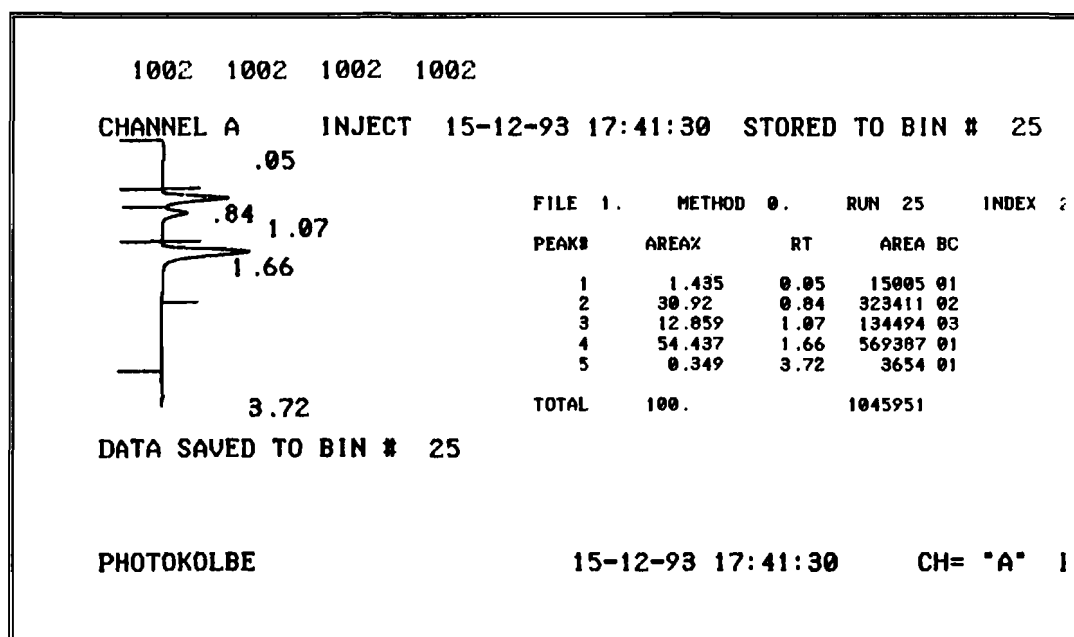 1002 1002 1002 1002
CHANNEL A INJECT 15-12-93 17:41:30 STORED TO BIN # 25
.05
.84
1.07
1.66
3.72
FILE 1. METHOD 0. RUN 25 INDEX
PEAK# AREA% RT AREA BC
1 1.435 0.05 15005 01
2 30.92 0.84 323411 02
3 12.859 1.07 134494 03
4 54.437 1.66 569387 01
5 0.349 3.72 3654 01
TOTAL 100. 1045951
DATA SAVED TO BIN # 25
PHOTOKOLBE 15-12-93 17:41:30 CH= "A"